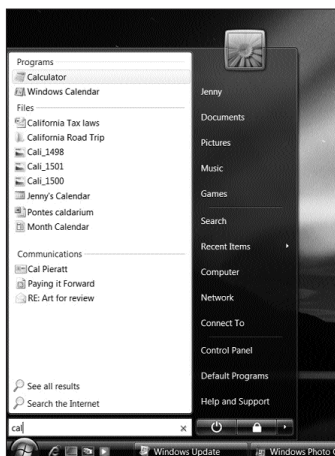 Programs
Calculator
Windows Calendar
Files
California Tax laws
California Road Trip
Cali_1498
Cali_1501
Cali_1500
Jenny's Calendar
Pontes caldarium
Month Calendar
Communications
Cal Pieratt
Paying it Forward
RE: Art for review
See all results
Search the Internet
cal
Jenny
Documents
Pictures
Music
Games
Search
Recent Items
Computer
Network
Connect To
Control Panel
Default Programs
Help and Support
Windows Update
Windows Photo